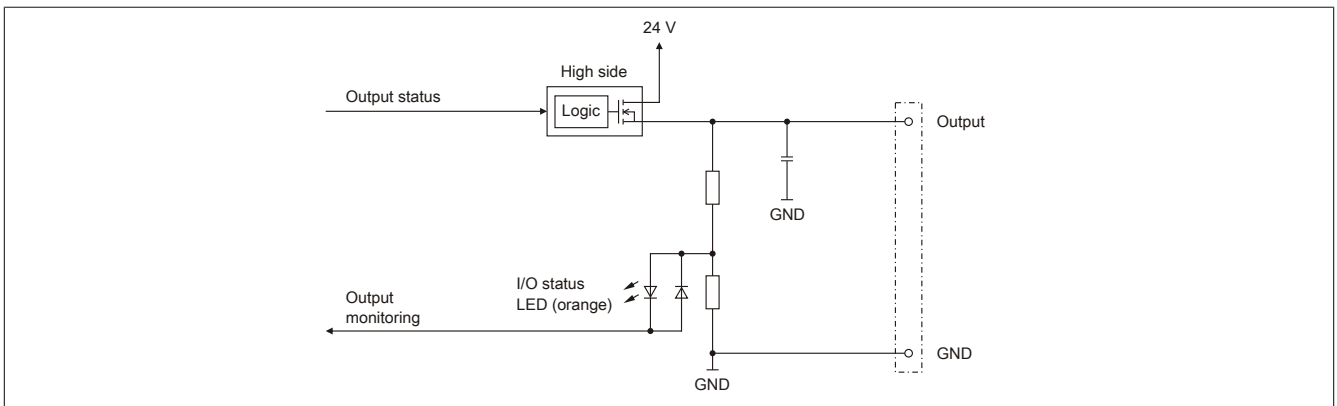 24 V
High side
Output status
Logic
Output
GND
I/O status
LED (orange)
Output
monitoring
GND
GND